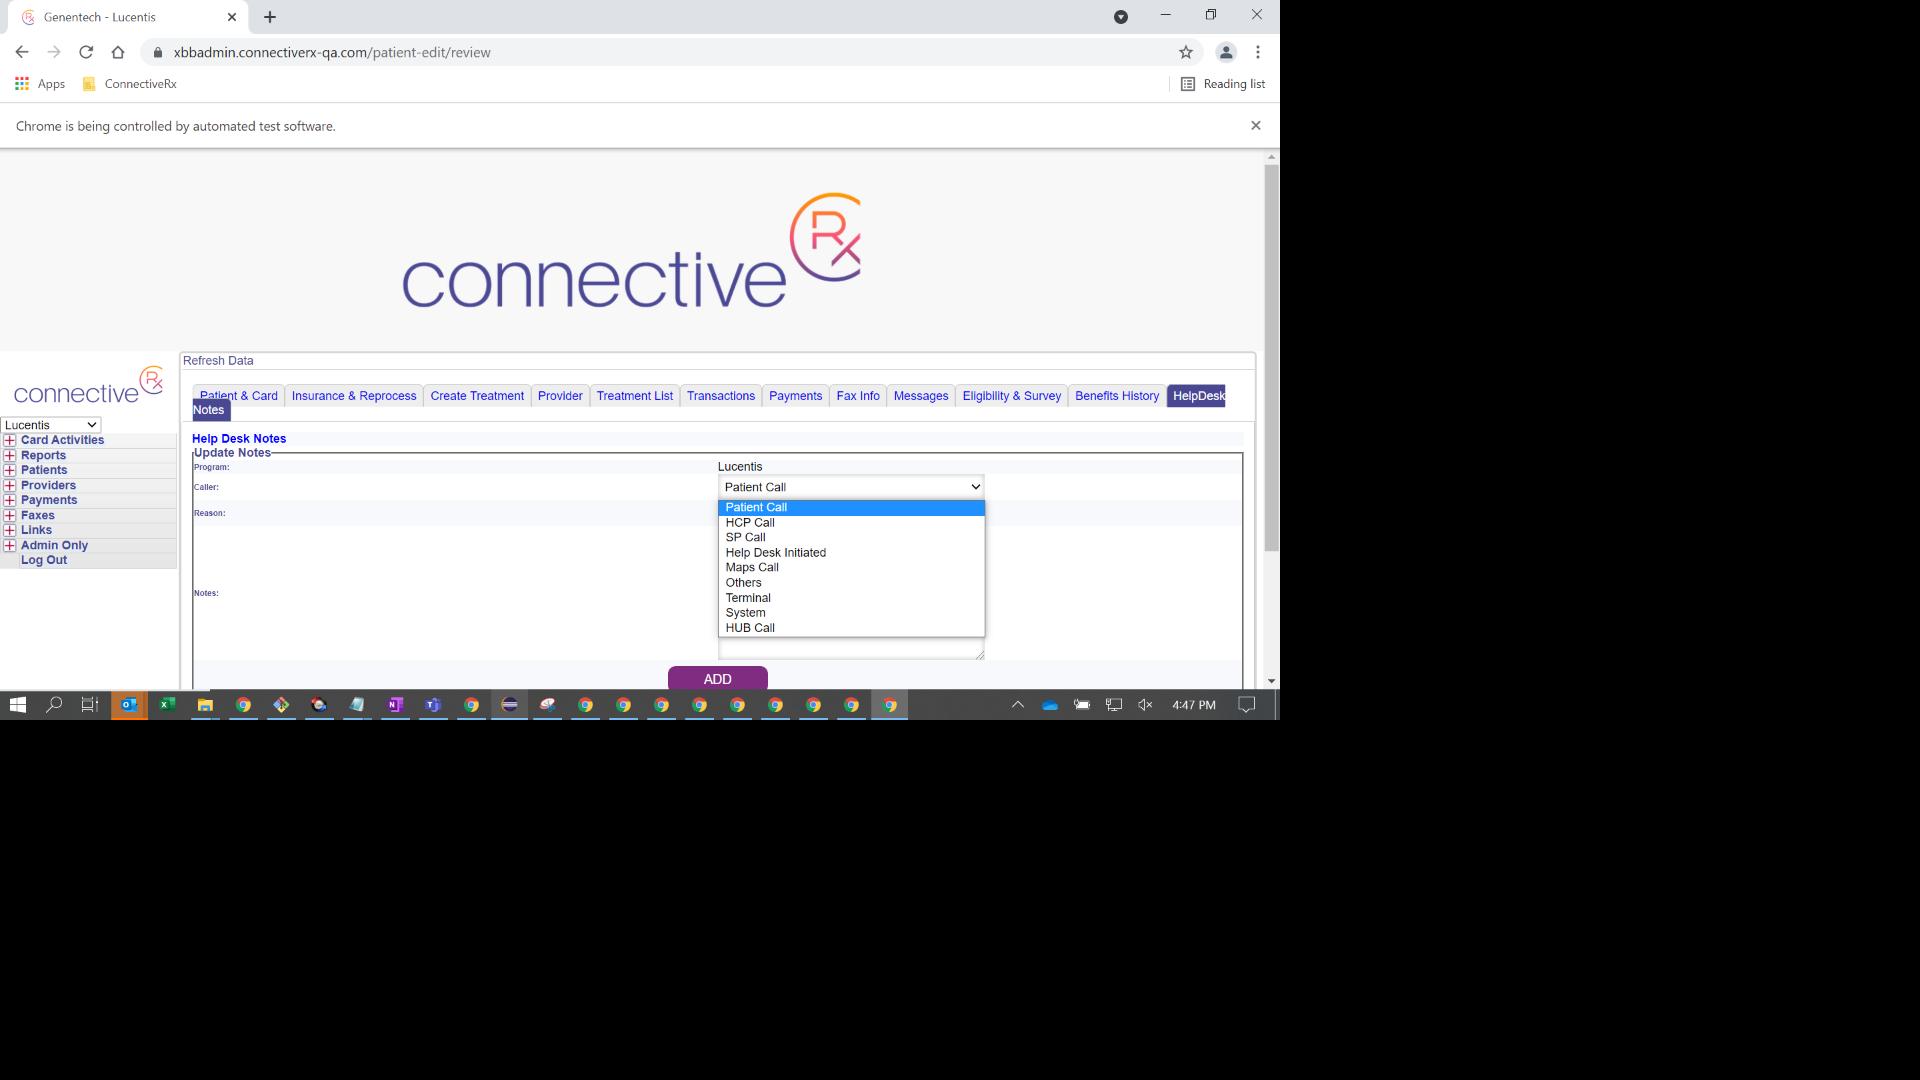 Genentech - Lucentis
xbbadmin.connectiverx-qa.com/patient-edit/review
Apps ConnectiveRx Reading list
Chrome is being controlled by automated test software.
connective Rx
connective Rx
Lucentis
Card Activities
Reports
Patients
Providers
Payments
Faxes
Links
Admin Only
Log Out
Refresh Data
Patient & Card Insurance & Reprocess Create Treatment Provider Treatment List Transactions Payments Fax Info Messages Eligibility & Survey Benefits History HelpDesk
Notes
Help Desk Notes
Update Notes
Program: Lucentis
Caller: Patient Call
Reason:
Patient Call
HCP Call
SP Call
Help Desk Initiated
Maps Call
Others
Terminal
System
HUB Call
Notes:
ADD
4:47 PM